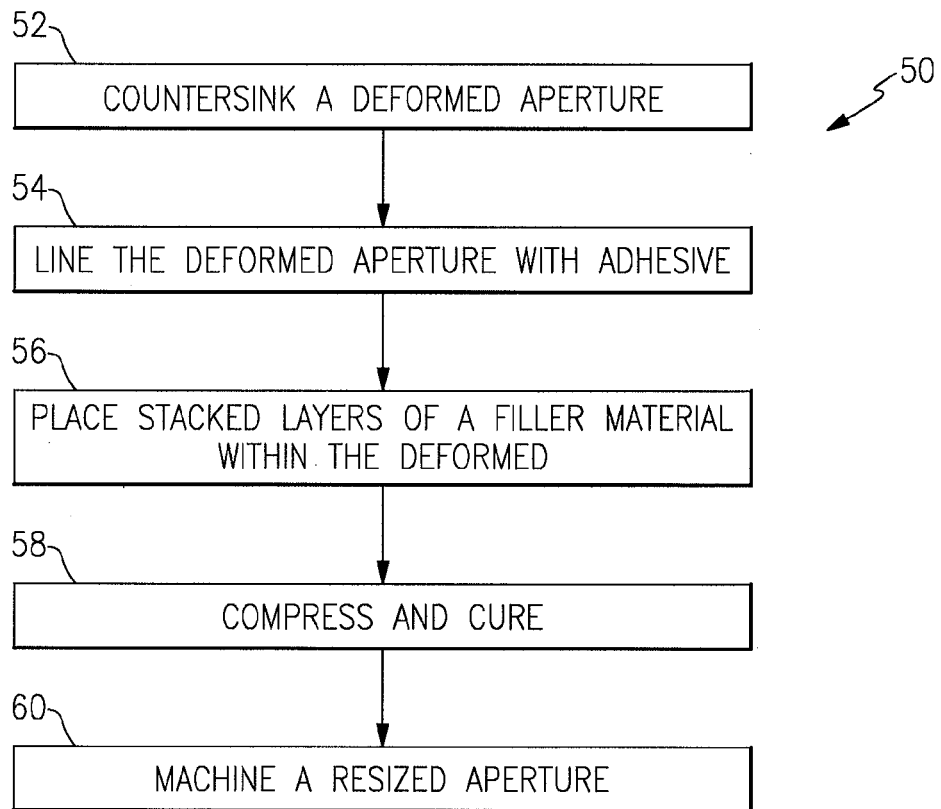 52
50
COUNTERSINK A DEFORMED APERTURE
54
LINE THE DEFORMED APERTURE WITH ADHESIVE
56
PLACE STACKED LAYERS OF A FILLER MATERIAL
WITHIN THE DEFORMED
58
COMPRESS AND CURE
60
MACHINE A RESIZED APERTURE